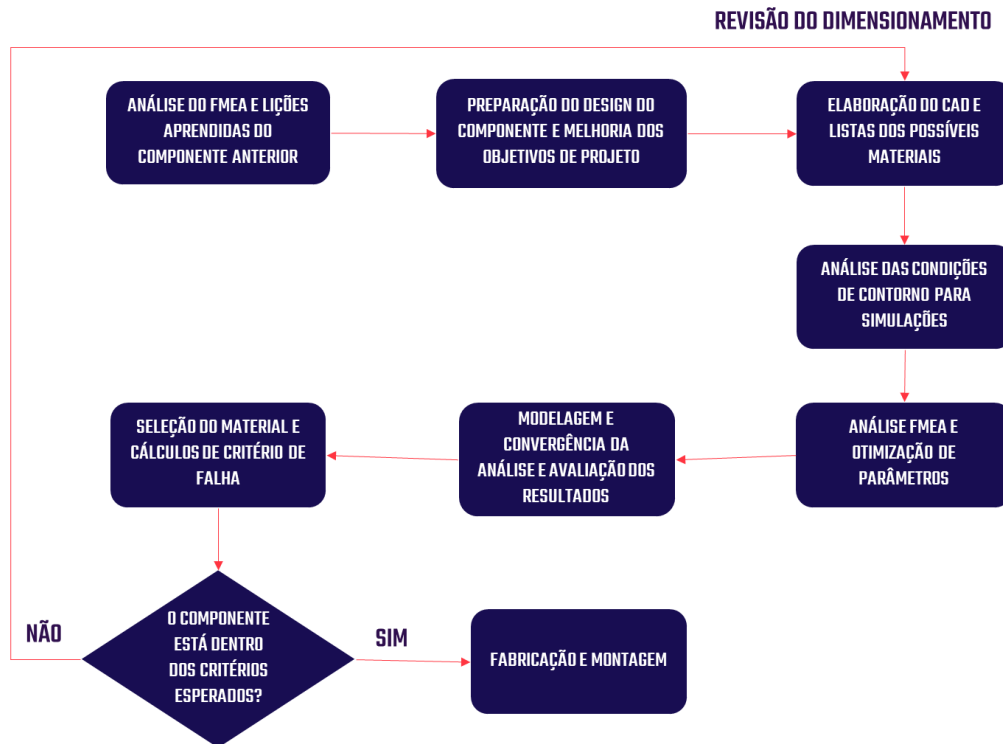 REVISÃO DO DIMENSIONAMENTO
ANÁLISE DO FMEA E LIÇÕES
APRENDIDAS DO
COMPONENTE ANTERIOR
PREPARAÇÃO DO DESIGN DO
COMPONENTE E MELHORIA DOS
OBJETIVOS DE PROJETO
ELABORAÇÃO DO CAD E
LISTAS DOS POSSÍVEIS
MATERIAIS
ANÁLISE DAS CONDIÇÕES
DE CONTORNO PARA
SIMULAÇÕES
ANÁLISE FMEA E
OTIMIZAÇÃO DE
PARÂMETROS
MODELAGEM E
CONVERGÊNCIA DA
ANÁLISE E AVALIAÇÃO DOS
RESULTADOS
SELEÇÃO DO MATERIAL E
CÁLCULOS DE CRITÉRIO DE
FALHA
O COMPONENTE
ESTÁ DENTRO
DOS CRITÉRIOS
ESPERADOS?
NÃO
SIM
FABRICAÇÃO E MONTAGEM